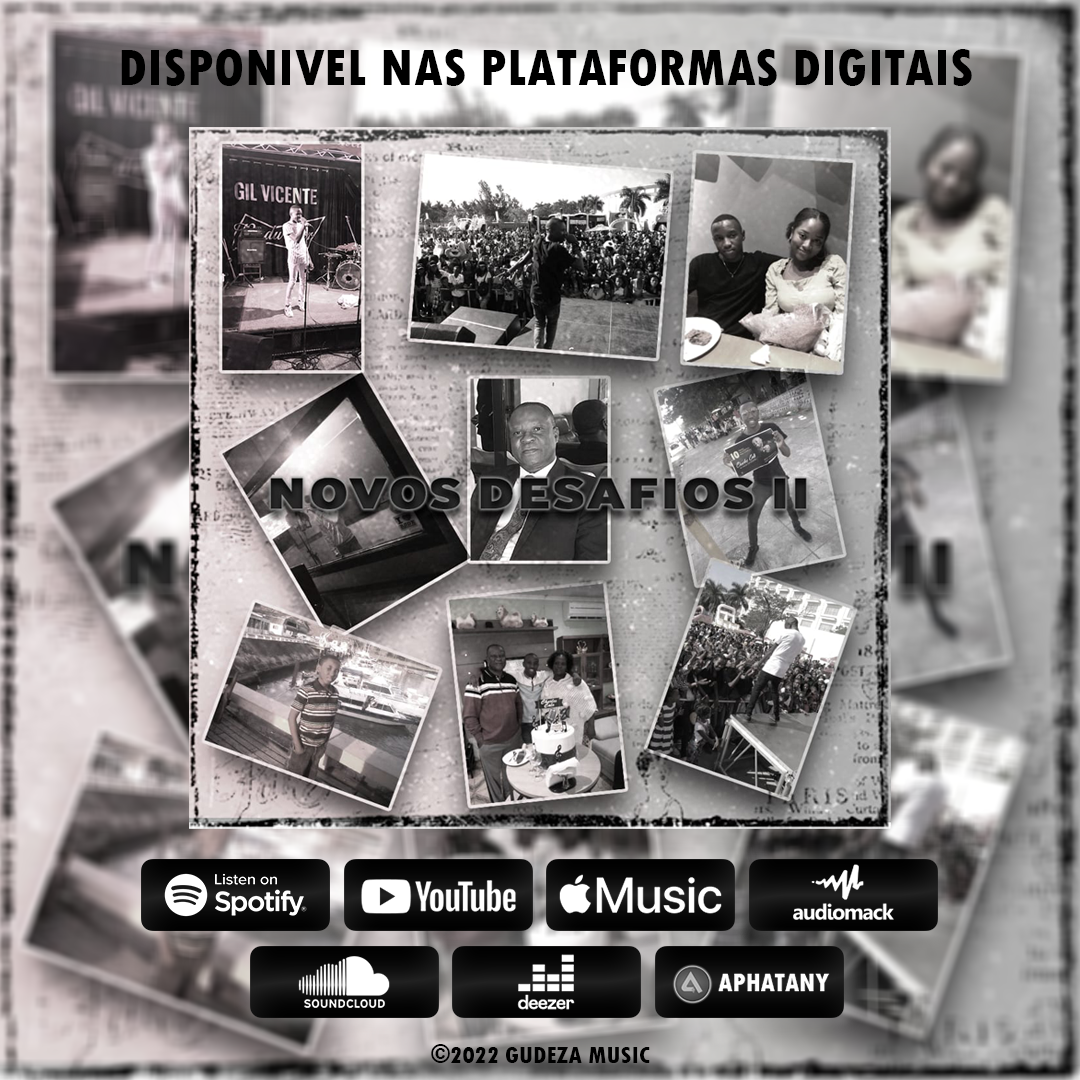 DISPONIVEL NAS PLATAFORMAS DIGITAIS
GIL VICENTE
NOVOS DESAFIOS II
Listen on
Spotify
YouTube
Music
audiomack
SOUNDCLOUD
deezer
APHATANY
©2022 GUDEZA MUSIC